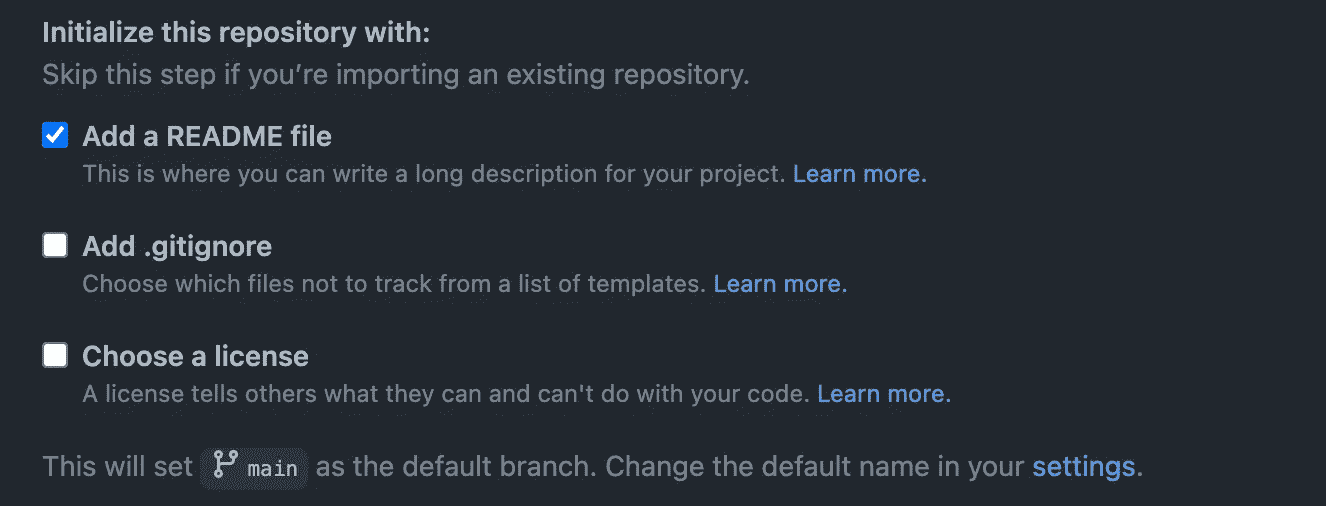 Initialize this repository with:
Skip this step if you’re importing an existing repository.
Add a README file
This is where you can write a long description for your project. Learn more.
Add .gitignore
Choose which files not to track from a list of templates. Learn more.
Choose a license
A license tells others what they can and can't do with your code. Learn more.
This will set main as the default branch. Change the default name in your settings.